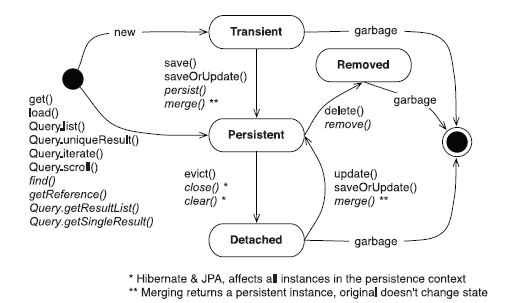 new
Transient
garbage
save()
saveOrUpdate()
persist()
merge() **
Removed
get()
load()
Query.list()
Query.uniqueResult()
Query.iterate()
Query.scroll()
find()
getReference()
Query.getResultList()
Query.getSingleResult()
garbage
delete()
remove()
Persistent
evict()
close() *
clear() *
update()
saveOrUpdate()
merge() **
Detached
garbage
* Hibernate & JPA, affects all instances in the persistence context
** Merging returns a persistent instance, original doesn't change state